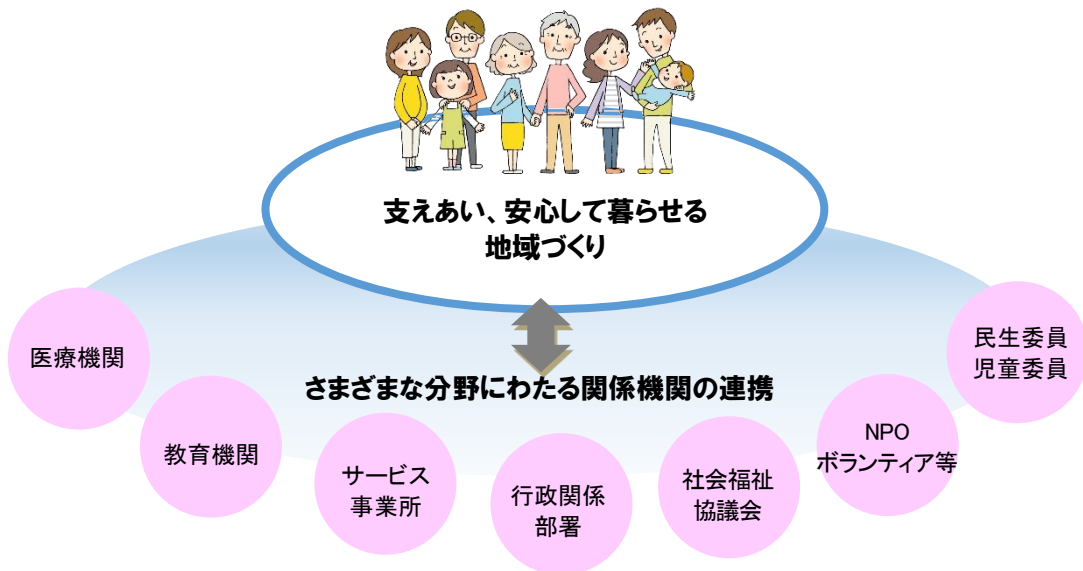 支えあい、安心して暮らせる
地域づくり
さまざまな分野にわたる関係機関の連携
医療機関
教育機関
サービス
事業所
行政関係
部署
社会福祉
協議会
NPO
ボランティア等
民生委員
児童委員